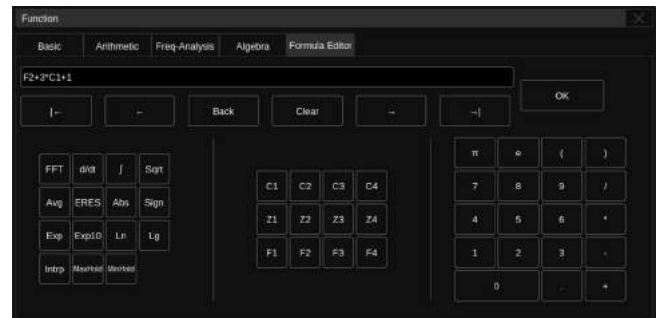 Function X
Basic Arithmetic Freq-Analysis Algebra Formula Editor
F2+3*C1+1
OK
|← ← Back Clear → →|
π e ( )
FFT d/dt ∫ Sqrt
C1 C2 C3 C4
7 8 9 /
Avg ERES Abs Sign
Z1 Z2 Z3 Z4
4 5 6 *
Exp Exp10 Ln Lg
F1 F2 F3 F4
1 2 3 -
Intrp MaxHold MinHold
0 . +